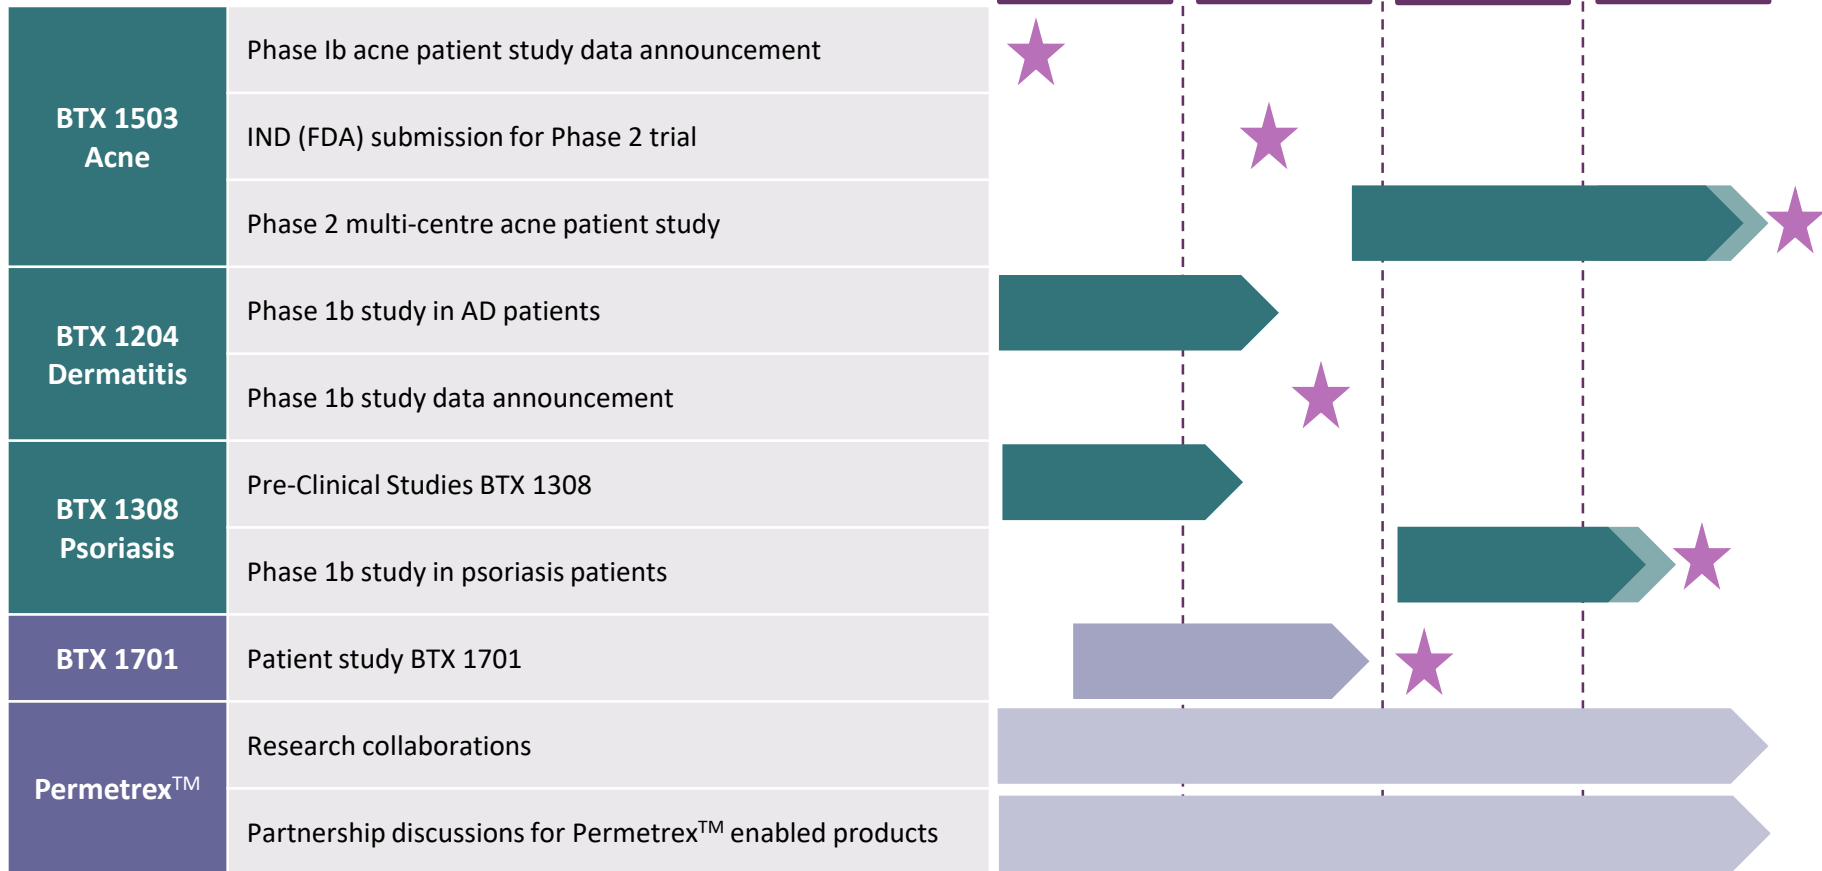 BTX 1503
Acne
Phase Ib acne patient study data announcement
IND (FDA) submission for Phase 2 trial
Phase 2 multi-centre acne patient study
BTX 1204
Dermatitis
Phase 1b study in AD patients
Phase 1b study data announcement
BTX 1308
Psoriasis
Pre-Clinical Studies BTX 1308
Phase 1b study in psoriasis patients
BTX 1701
Patient study BTX 1701
Permetrex™
Research collaborations
Partnership discussions for Permetrex™ enabled products